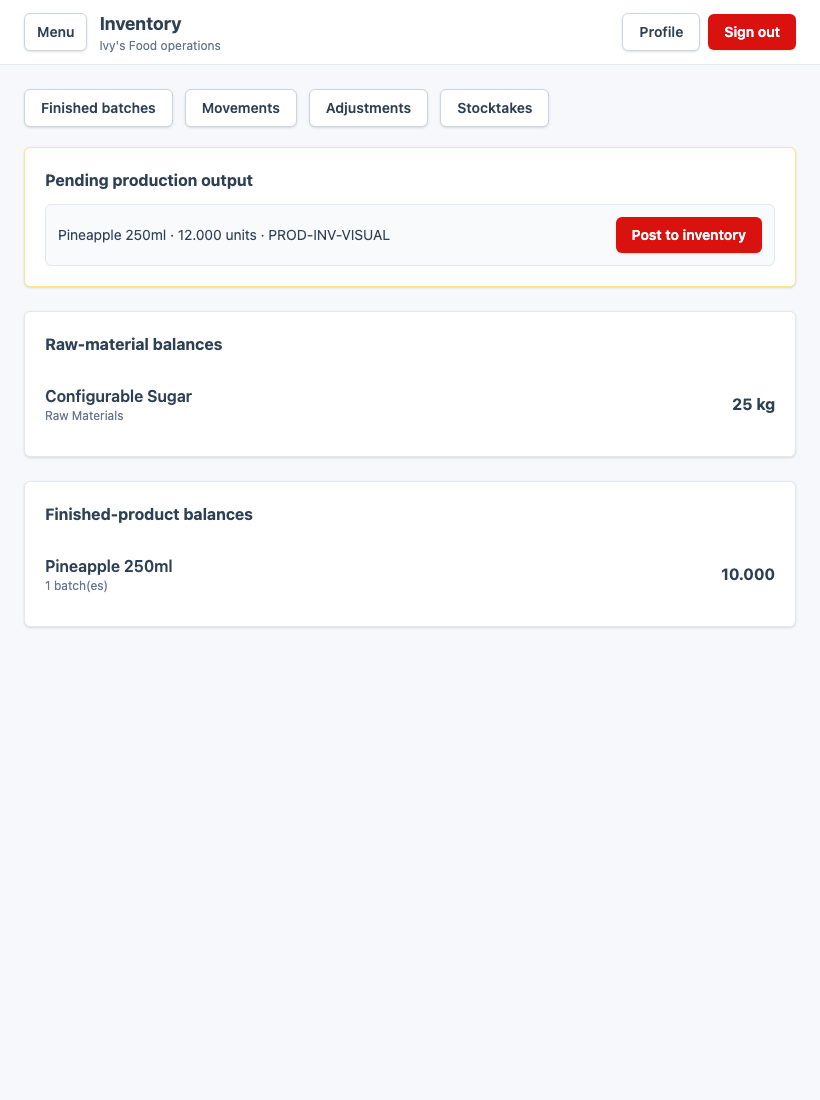 Menu
Inventory
Ivy's Food operations
Profile
Sign out
Finished batches
Movements
Adjustments
Stocktakes
Pending production output
Pineapple 250ml · 12.000 units · PROD-INV-VISUAL
Post to inventory
Raw-material balances
Configurable Sugar
Raw Materials
25 kg
Finished-product balances
Pineapple 250ml
1 batch(es)
10.000